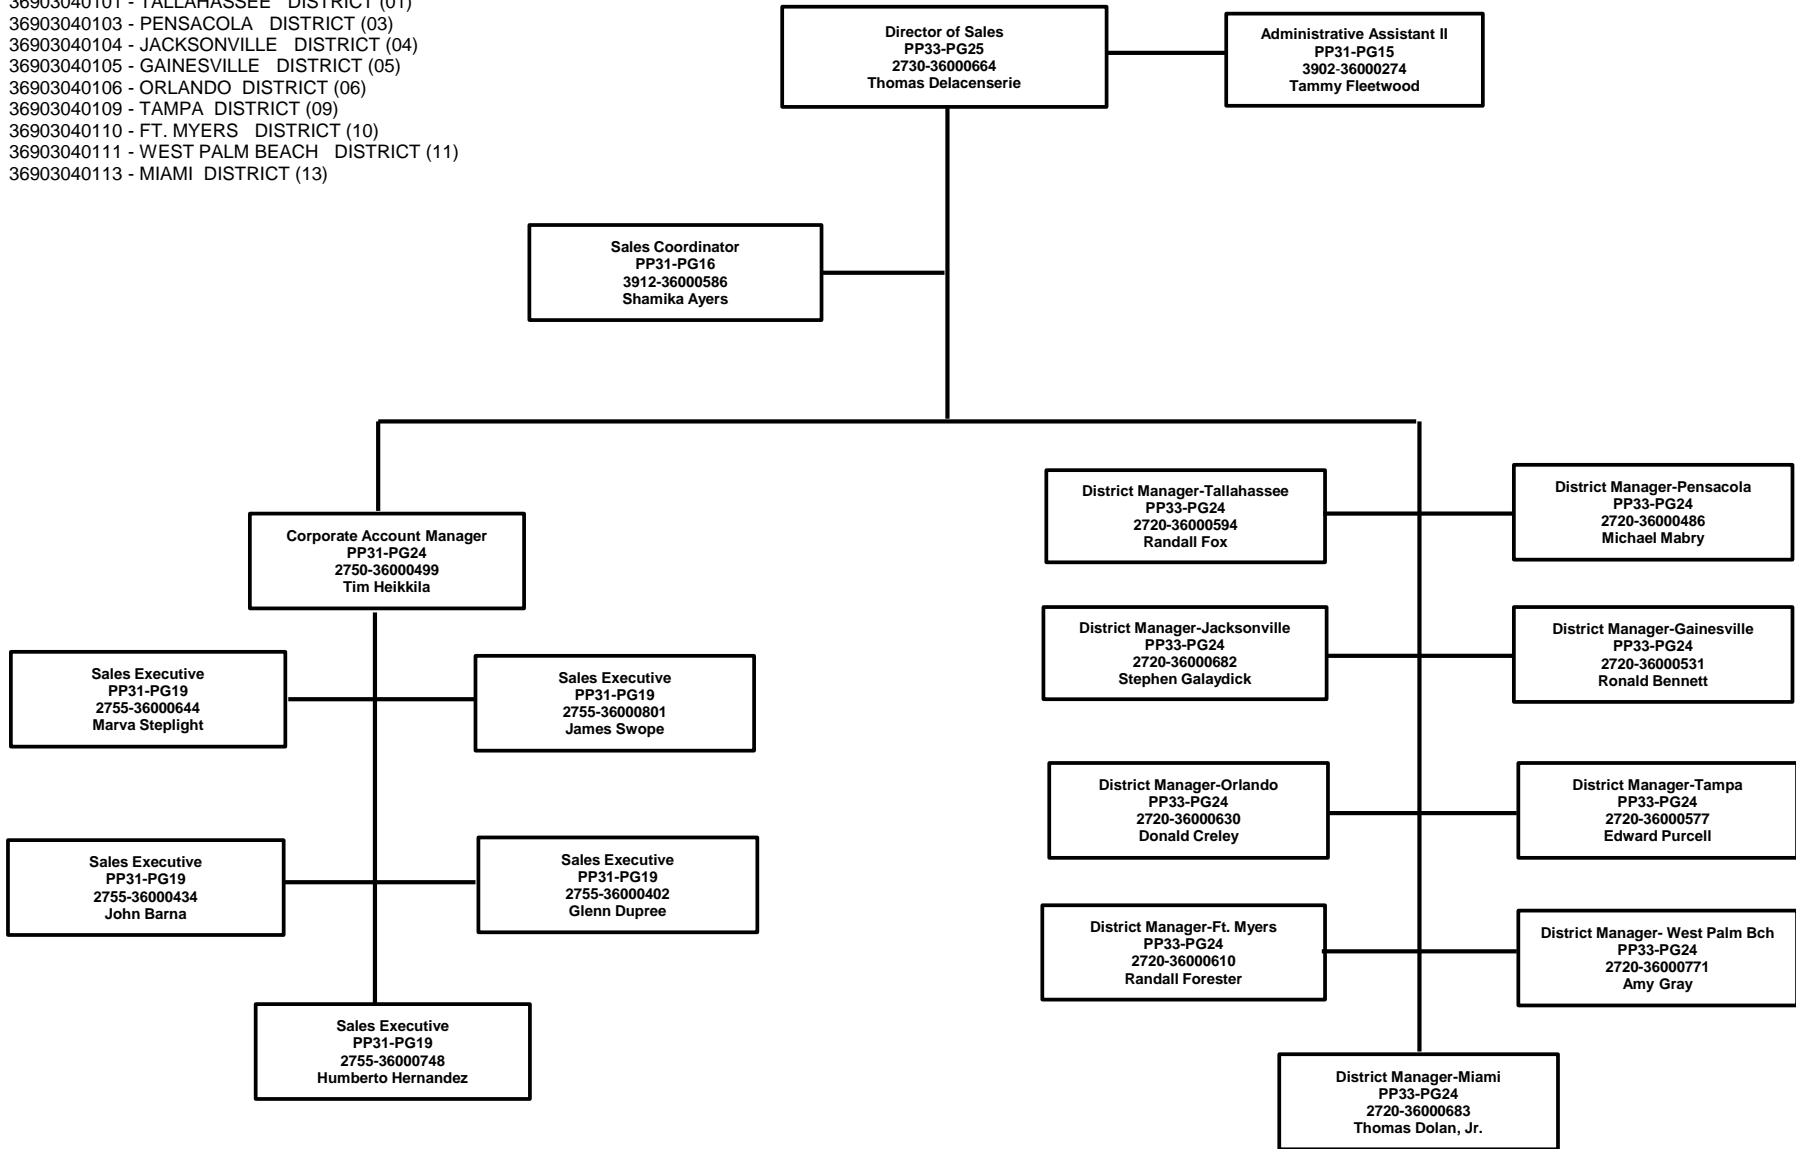 36903040101 - TALLAHASSEE DISTRICT (01)
36903040103 - PENSACOLA DISTRICT (03)
36903040104 - JACKSONVILLE DISTRICT (04)
36903040105 - GAINESVILLE DISTRICT (05)
36903040106 - ORLANDO DISTRICT (06)
36903040109 - TAMPA DISTRICT (09)
36903040110 - FT. MYERS DISTRICT (10)
36903040111 - WEST PALM BEACH DISTRICT (11)
36903040113 - MIAMI DISTRICT (13)
Director of Sales
PP33-PG25
2730-36000664
Thomas Delacenserie
Administrative Assistant II
PP31-PG15
3902-36000274
Tammy Fleetwood
Sales Coordinator
PP31-PG16
3912-36000586
Shamika Ayers
Corporate Account Manager
PP31-PG24
2750-36000499
Tim Heikkila
Sales Executive
PP31-PG19
2755-36000644
Marva Steplight
Sales Executive
PP31-PG19
2755-36000801
James Swope
Sales Executive
PP31-PG19
2755-36000434
John Barna
Sales Executive
PP31-PG19
2755-36000402
Glenn Dupree
Sales Executive
PP31-PG19
2755-36000748
Humberto Hernandez
District Manager-Tallahassee
PP33-PG24
2720-36000594
Randall Fox
District Manager-Pensacola
PP33-PG24
2720-36000486
Michael Mabry
District Manager-Jacksonville
PP33-PG24
2720-36000682
Stephen Galaydick
District Manager-Gainesville
PP33-PG24
2720-36000531
Ronald Bennett
District Manager-Orlando
PP33-PG24
2720-36000630
Donald Creley
District Manager-Tampa
PP33-PG24
2720-36000577
Edward Purcell
District Manager-Ft. Myers
PP33-PG24
2720-36000610
Randall Forester
District Manager- West Palm Bch
PP33-PG24
2720-36000771
Amy Gray
District Manager-Miami
PP33-PG24
2720-36000683
Thomas Dolan, Jr.